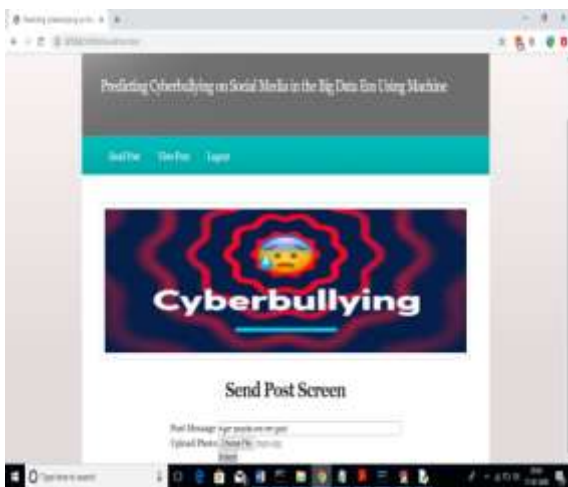 Predicting Cyberbullying on Social Media in the Big Data Era Using Machine
Send Post View Post Logout
Cyberbullying
Send Post Screen
Post Message
Upload Photo Choose File
Type here to search